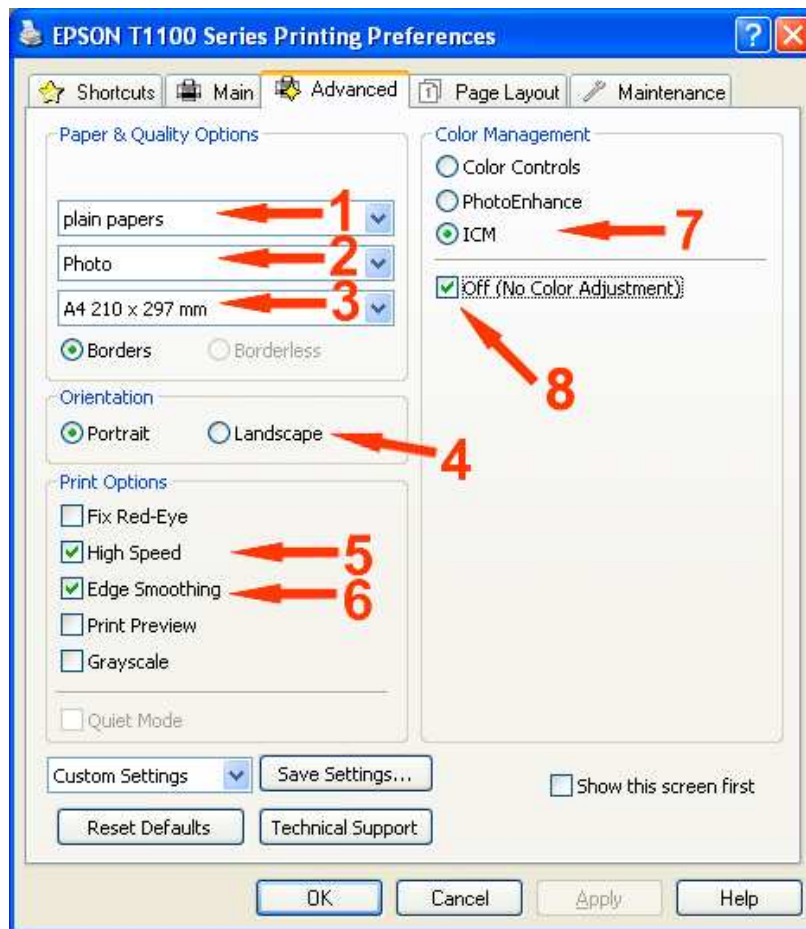 EPSON T1100 Series Printing Preferences
Shortcuts Main Advanced 1 Page Layout Maintenance
Paper & Quality Options
plain papers 1
Photo 2
A4 210 x 297 mm 3
Borders Borderless
Orientation
Portrait Landscape 4
Print Options
Fix Red-Eye
High Speed 5
Edge Smoothing 6
Print Preview
Grayscale
Quiet Mode
Color Management
Color Controls
PhotoEnhance
ICM 7
Off (No Color Adjustment)
8
Custom Settings Save Settings... Show this screen first
Reset Defaults Technical Support
OK Cancel Apply Help